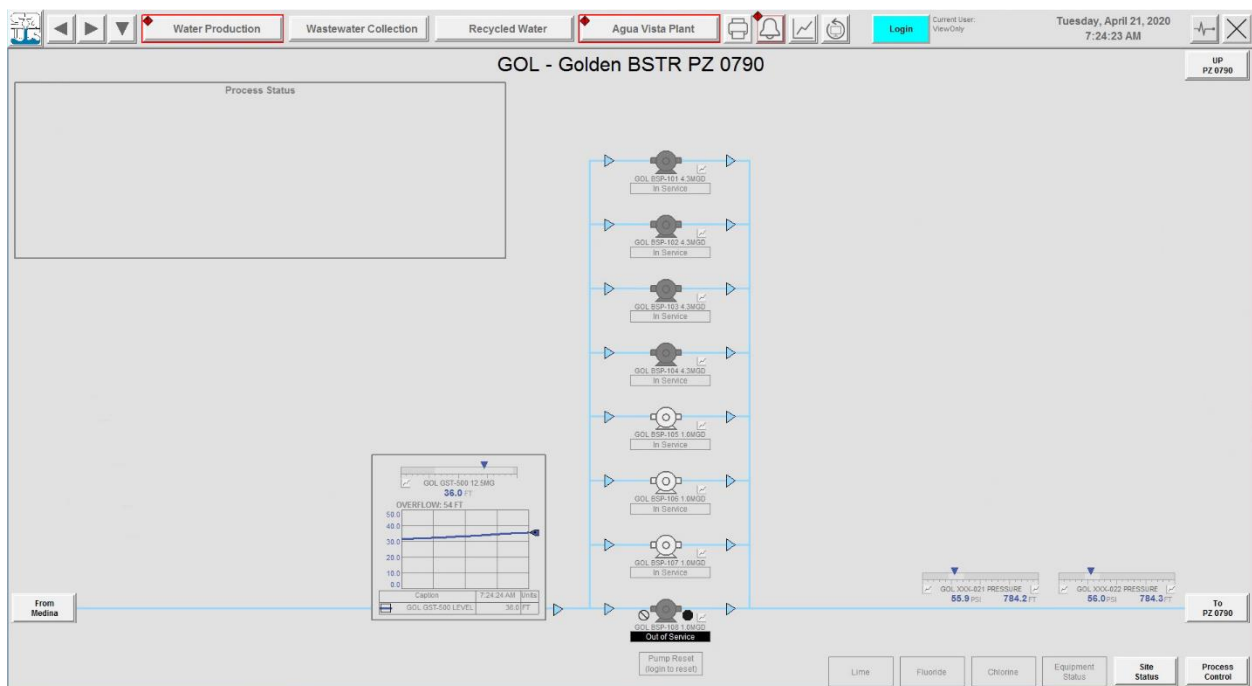 Water Production
Wastewater Collection
Recycled Water
Agua Vista Plant
Login
Current User:
ViewOnly
Tuesday, April 21, 2020
7:24:23 AM
GOL - Golden BSTR PZ 0790
UP
PZ 0790
Process Status
GOL BSP-101 4.3MGD
In Service
GOL BSP-102 4.3MGD
In Service
GOL BSP-103 4.3MGD
In Service
GOL BSP-104 4.3MGD
In Service
GOL BSP-105 1.0MGD
In Service
GOL BSP-106 1.0MGD
In Service
GOL BSP-107 1.0MGD
In Service
GOL BSP-108 1.0MGD
Out of Service
Pump Reset
(login to reset)
GOL GST-500 12.5MG
36.0 FT
OVERFLOW: 54 FT
50.0
40.0
30.0
20.0
10.0
0.0
Caption 7:24:24 AM Units
GOL GST-500 LEVEL 36.0 FT
From
Medina
GOL XXX-021 PRESSURE
55.9 PSI 784.2 FT
GOL XXX-022 PRESSURE
56.0 PSI 784.3 FT
To
PZ 0790
Lime
Fluoride
Chlorine
Equipment
Status
Site
Status
Process
Control